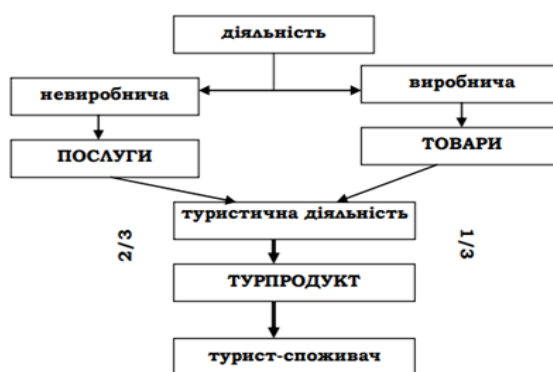 діяльність
невиробнича
виробнича
ПОСЛУГИ
ТОВАРИ
туристична діяльність
2/3
1/3
ТУРПРОДУКТ
турист-споживач